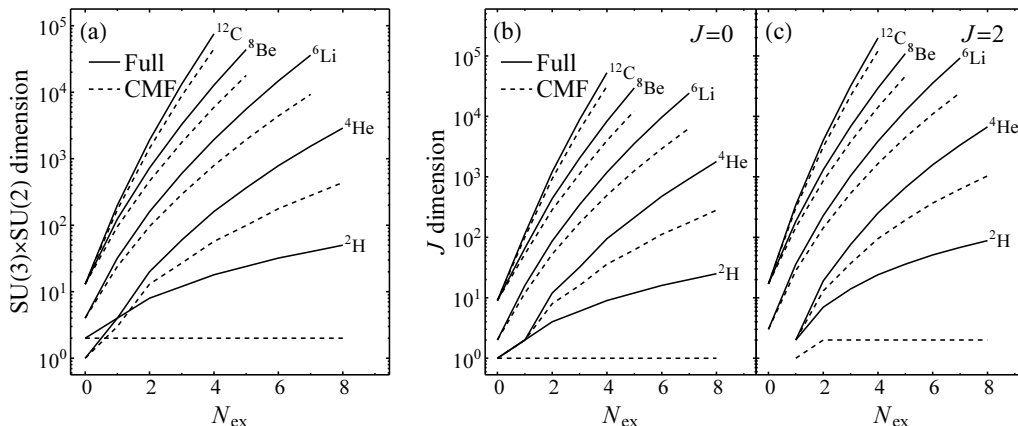 (a)
Full
CMF
¹²C
⁸Be
⁶Li
⁴He
²H
10⁵
10⁴
10³
10²
10¹
10⁰
SU(3)×SU(2) dimension
0 2 4 6 8
N_ex
(b) J=0
Full
CMF
¹²C
⁸Be
⁶Li
⁴He
²H
10⁵
10⁴
10³
10²
10¹
10⁰
J dimension
0 2 4 6 8
N_ex
(c) J=2
¹²C
⁸Be
⁶Li
⁴He
²H
0 2 4 6 8
N_ex